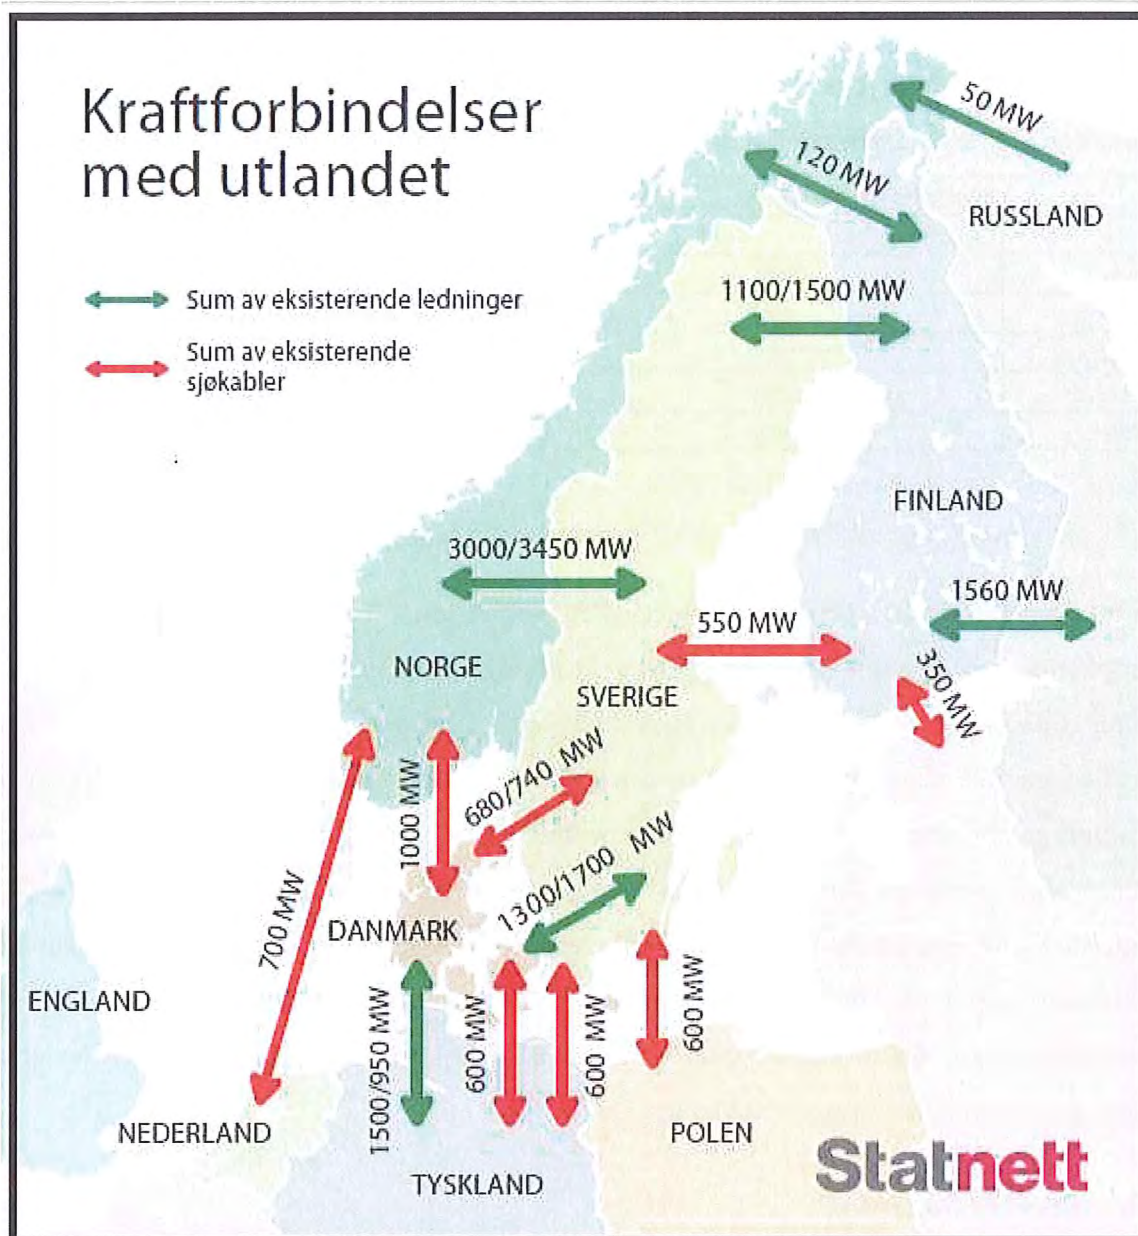 Kraftforbindelser
med utlandet
Sum av eksisterende ledninger
Sum av eksisterende
sjøkabler
50 MW
120 MW
RUSSLAND
1100/1500 MW
FINLAND
3000/3450 MW
1560 MW
550 MW
NORGE
350 MW
SVERIGE
680/740 MW
1000 MW
1300/1700 MW
700 MW
DANMARK
ENGLAND
1500/950 MW
600 MW
600 MW
600 MW
NEDERLAND
POLEN
TYSKLAND
Statnett